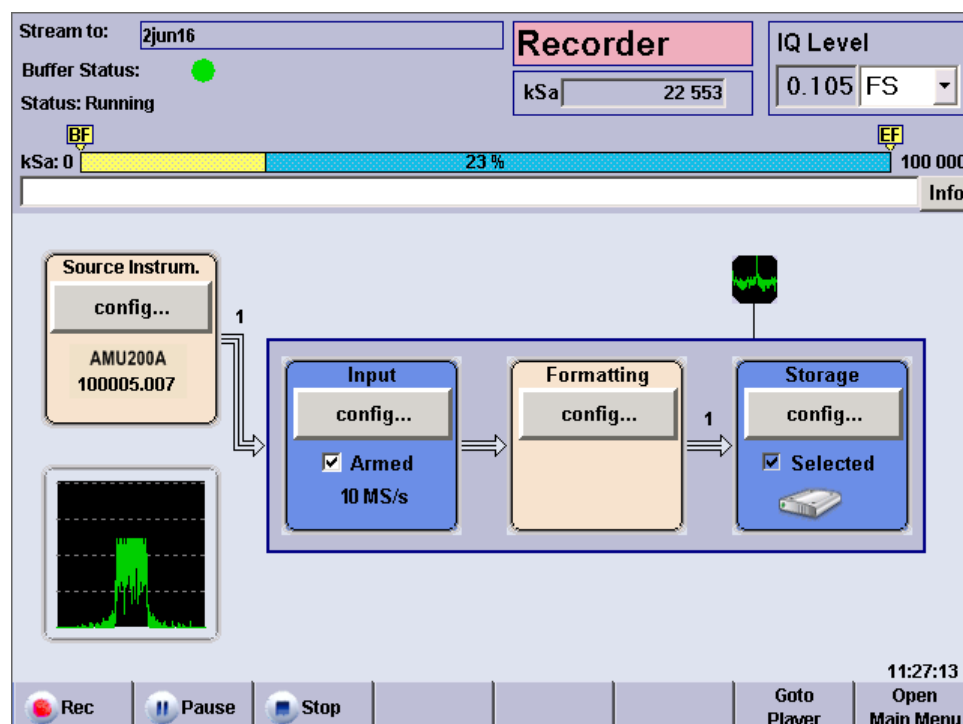 Stream to: 2jun16
Recorder
IQ Level
Buffer Status:
kSa 22 553
0.105 FS
Status: Running
BF EF
kSa: 0 23 % 100 000
Info
Source Instrum.
config...
AMU200A
100005.007
1
Input
config...
Armed
10 MS/s
Formatting
config...
1
Storage
config...
Selected
11:27:13
Rec
Pause
Stop
Goto Player
Open Main Menu